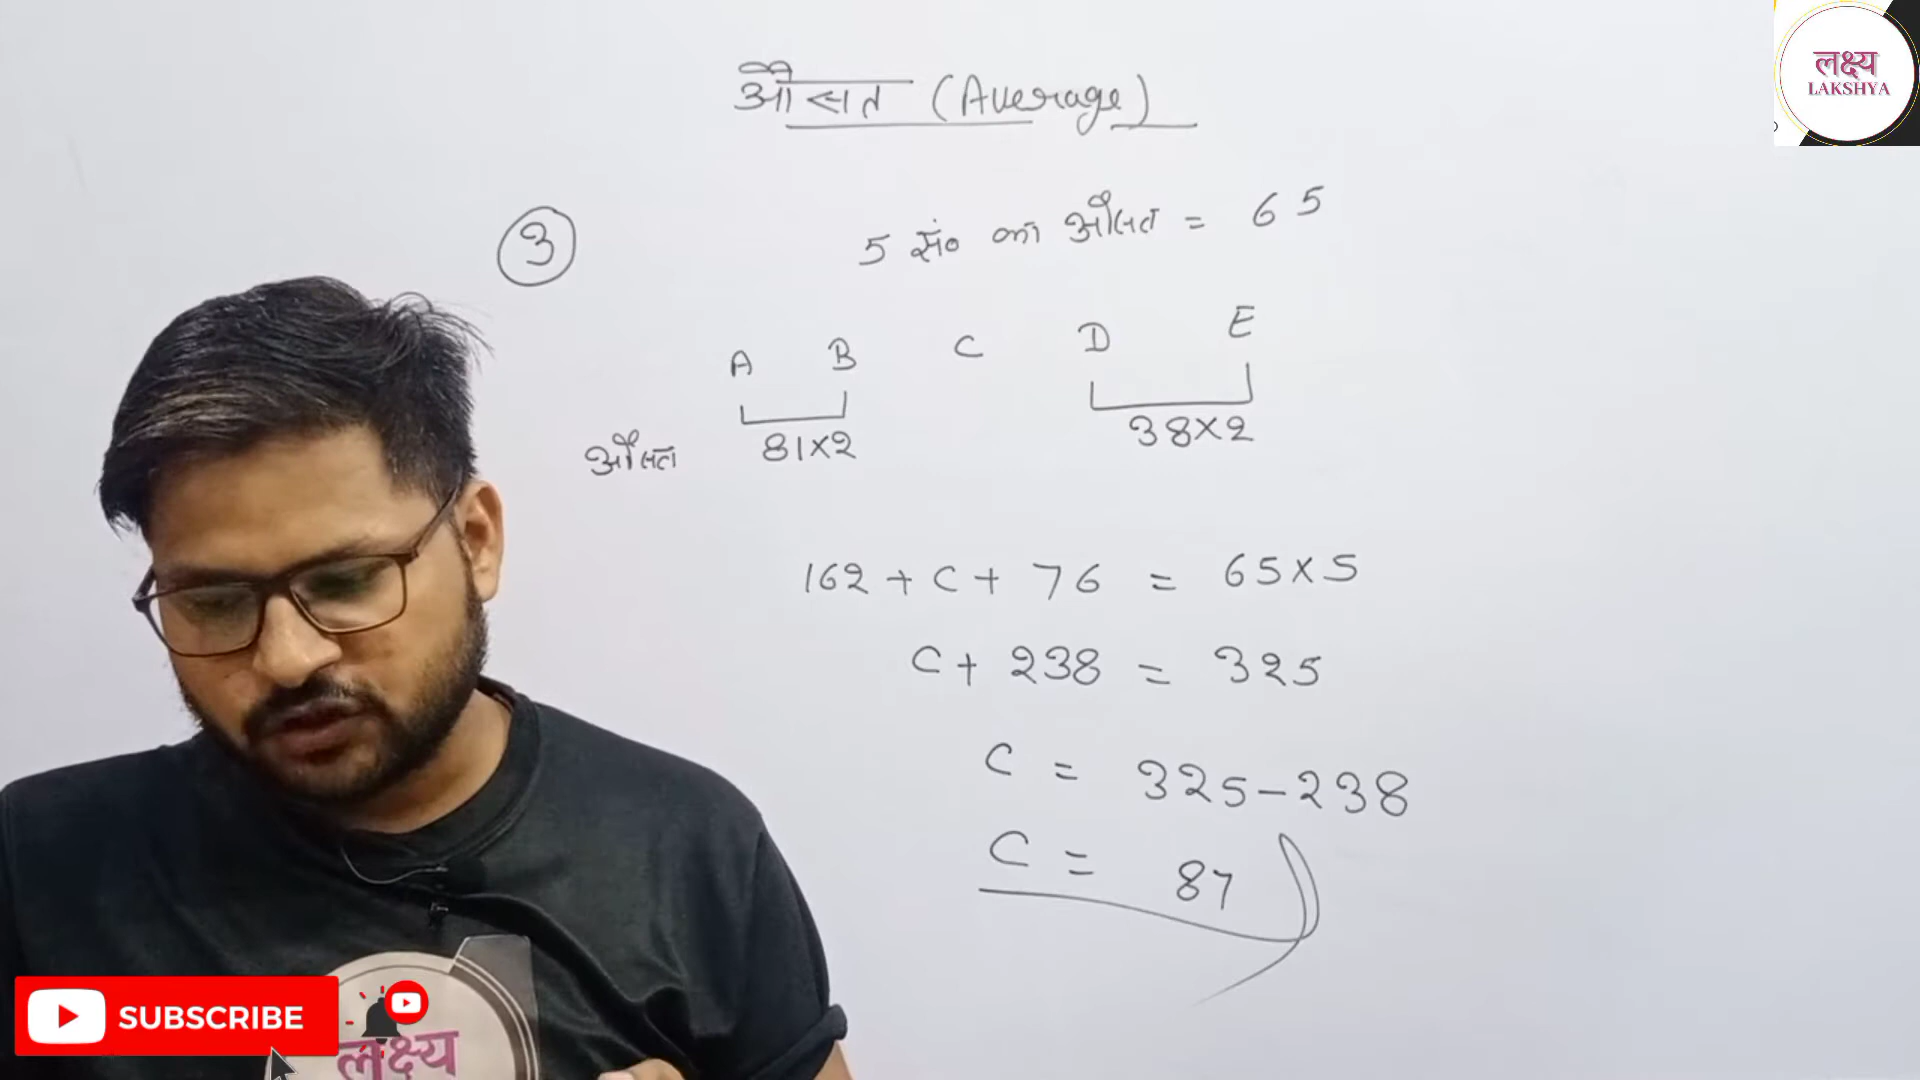 औसत (Average)
3
5 सं० का औसत = 65
A B C D E
औसत 81×2 38×2
162 + C + 76 = 65×5
C + 238 = 325
C = 325-238
C = 87
लक्ष्य
LAKSHYA
SUBSCRIBE
लक्ष्य